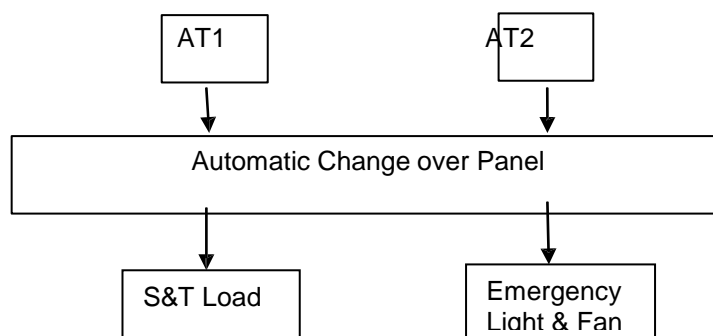 AT1
AT2
Automatic Change over Panel
S&T Load
Emergency
Light & Fan